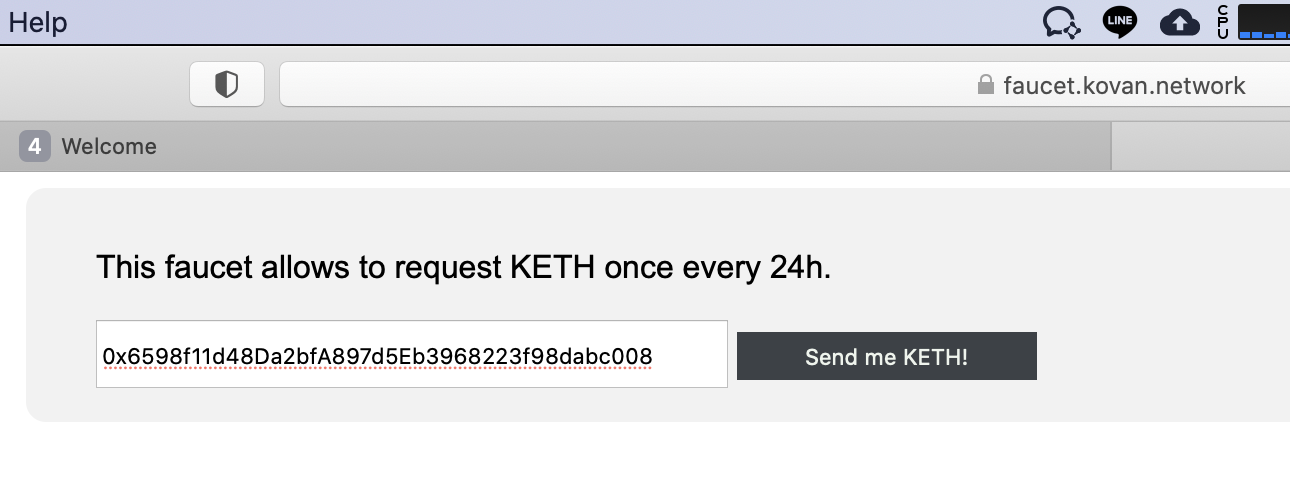 Help
LINE
CPU
faucet.kovan.network
4 Welcome
This faucet allows to request KETH once every 24h.
0x6598f11d48Da2bfA897d5Eb3968223f98dabc008
Send me KETH!